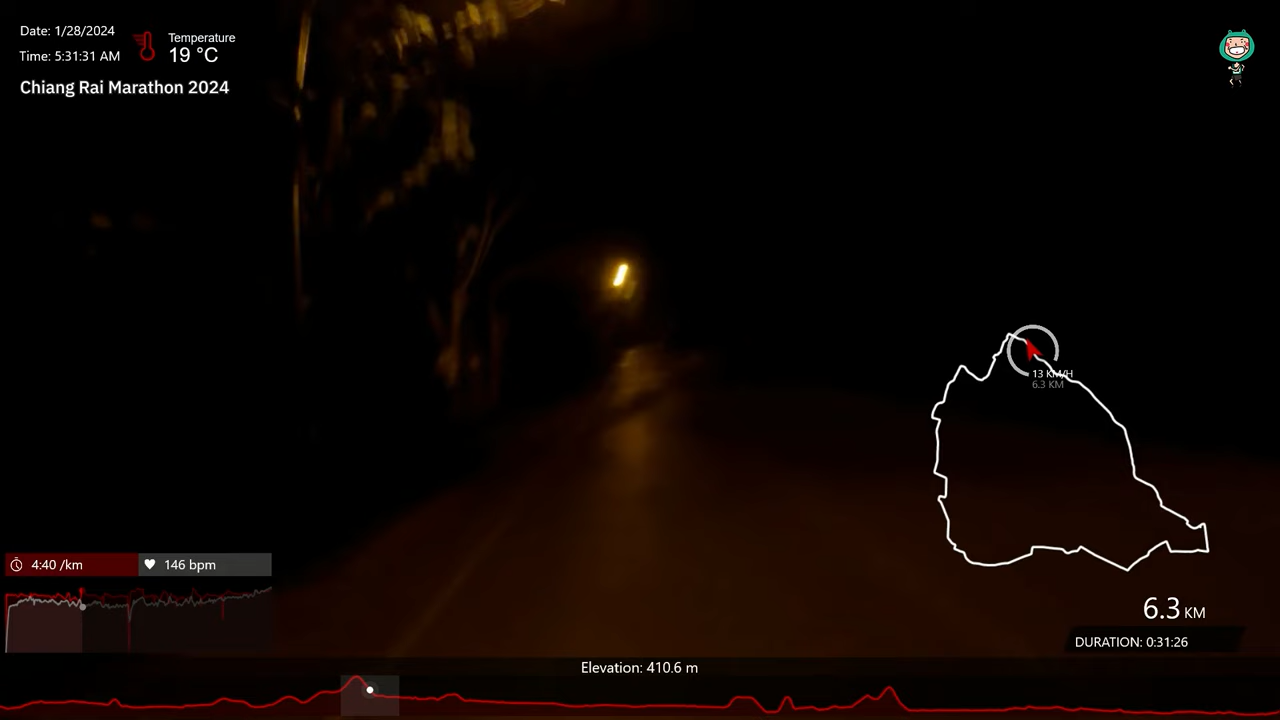 Date: 1/28/2024
Time: 5:31:31 AM
Temperature
19 °C
Chiang Rai Marathon 2024
13 KM/H
6.3 KM
4:40 /km
146 bpm
6.3 KM
DURATION: 0:31:26
Elevation: 410.6 m